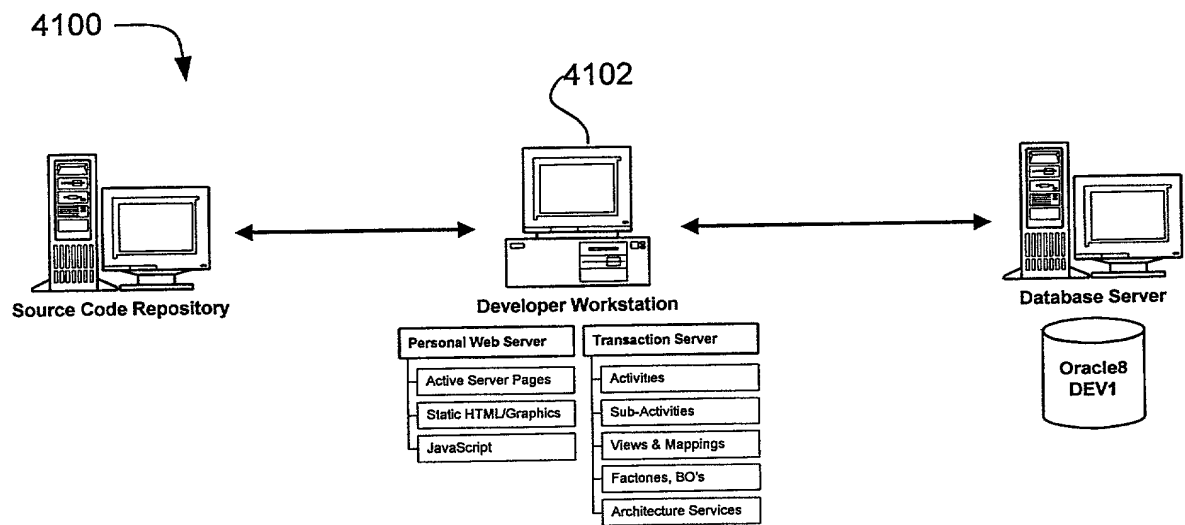 4100
4102
Source Code Repository
Developer Workstation
Database Server
Personal Web Server
Active Server Pages
Static HTML/Graphics
JavaScript
Transaction Server
Activities
Sub-Activities
Views & Mappings
Factones, BO's
Architecture Services
Oracle8
DEV1